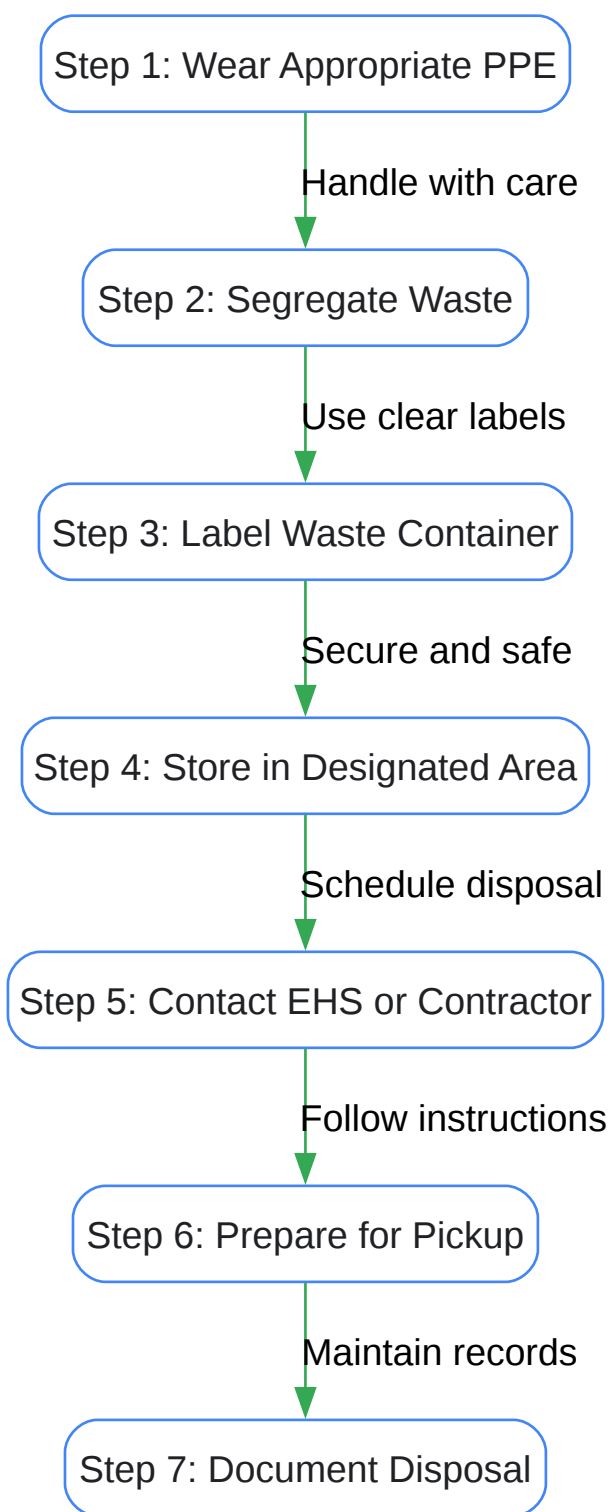 Step 1: Wear Appropriate PPE
Handle with care
Step 2: Segregate Waste
Use clear labels
Step 3: Label Waste Container
Secure and safe
Step 4: Store in Designated Area
Schedule disposal
Step 5: Contact EHS or Contractor
Follow instructions
Step 6: Prepare for Pickup
Maintain records
Step 7: Document Disposal